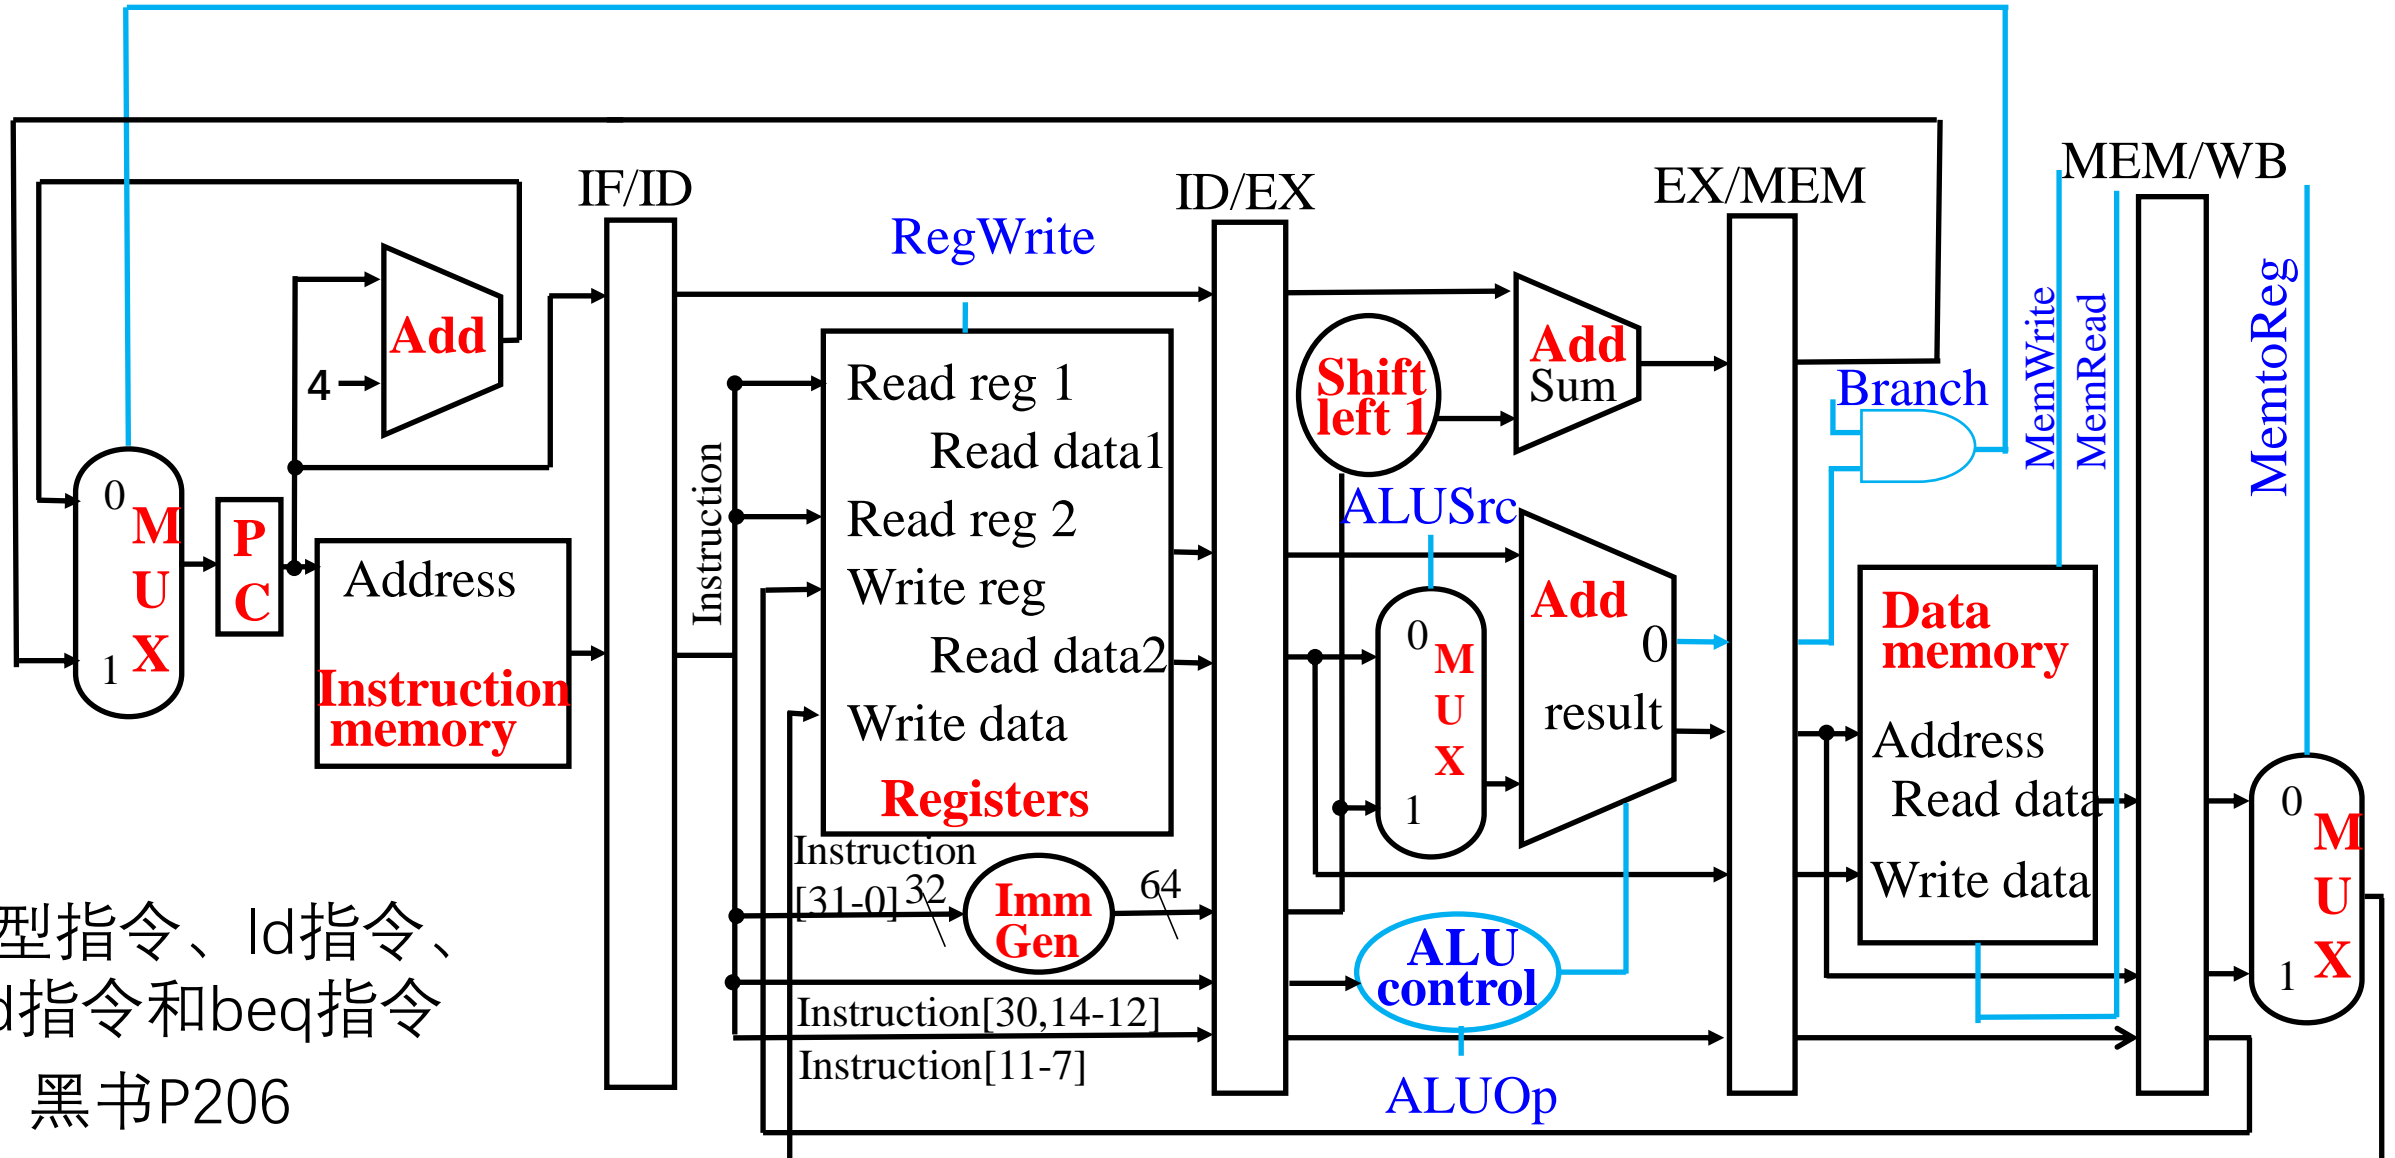 IF/ID
ID/EX
EX/MEM
MEM/WB
RegWrite
Add
4
0
M
U
X
1
P
C
Address
Instruction
memory
Instruction
Read reg 1
Read data1
Read reg 2
Write reg
Read data2
Write data
Registers
Instruction
[31-0]
32
Imm
Gen
64
Instruction[30,14-12]
Instruction[11-7]
Shift
left 1
Add
Sum
ALUSrc
0
M
U
X
1
Add
0
result
ALU
control
ALUOp
Branch
MemWrite
MemRead
MemtoReg
Data
memory
Address
Read data
Write data
0
M
U
X
1
型指令、ld指令、
d指令和beq指令
黑书P206